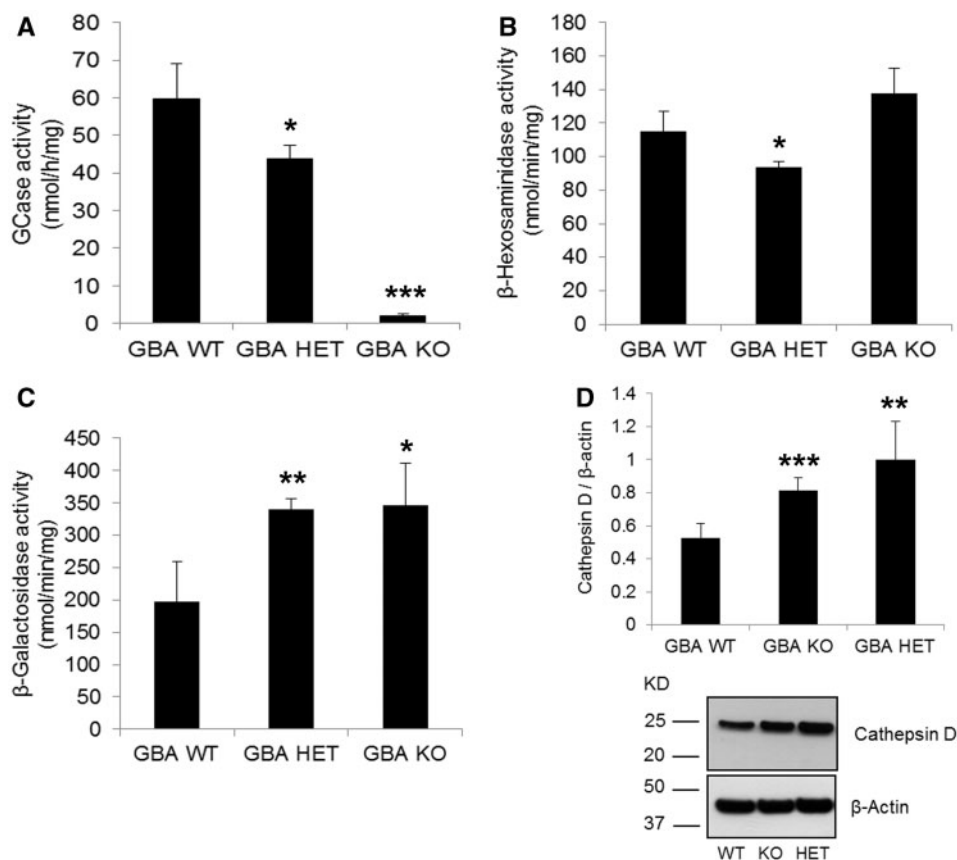 A
GCase activity
(nmol/h/mg)
80
70
60
50
40
30
20
10
0
*
***
GBA WT GBA HET GBA KO
B
β-Hexosaminidase activity
(nmol/min/mg)
180
160
140
120
100
80
60
40
20
0
*
GBA WT GBA HET GBA KO
C
β-Galactosidase activity
(nmol/min/mg)
450
400
350
300
250
200
150
100
50
0
**
*
GBA WT GBA HET GBA KO
D
Cathepsin D / β-actin
1.4
1.2
1
0.8
0.6
0.4
0.2
0
***
**
GBA WT GBA KO GBA HET
KD
25
20
Cathepsin D
50
37
β-Actin
WT KO HET